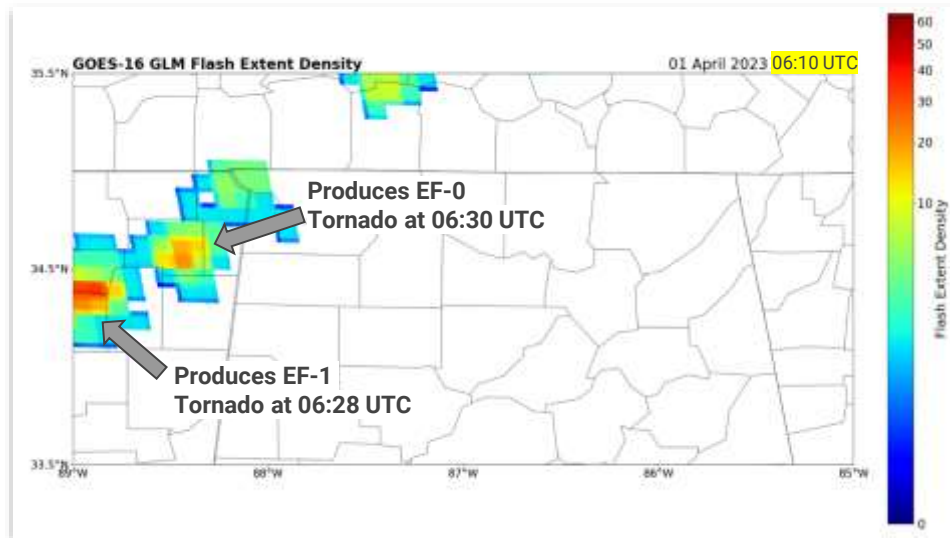 GOES-16 GLM Flash Extent Density
01 April 2023 06:10 UTC
35.5°N
34.5°N
33.5°N
89°W
88°W
87°W
86°W
85°W
Produces EF-0
Tornado at 06:30 UTC
Produces EF-1
Tornado at 06:28 UTC
60
50
40
30
20
10
0
Flash Extent Density